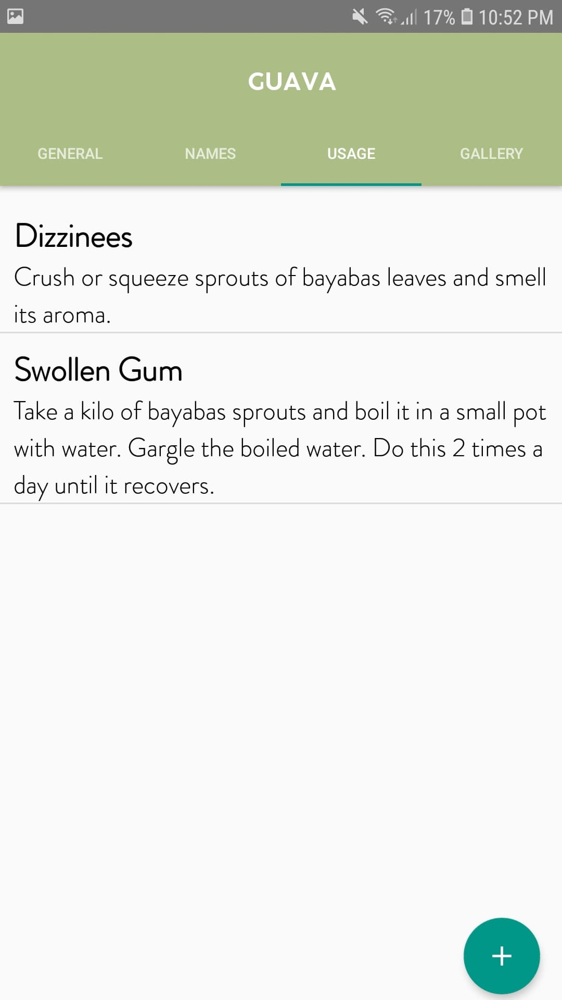 17% 10:52 PM
GUAVA
GENERAL NAMES USAGE GALLERY
Dizzinees
Crush or squeeze sprouts of bayabas leaves and smell
its aroma.
Swollen Gum
Take a kilo of bayabas sprouts and boil it in a small pot
with water. Gargle the boiled water. Do this 2 times a
day until it recovers.
+